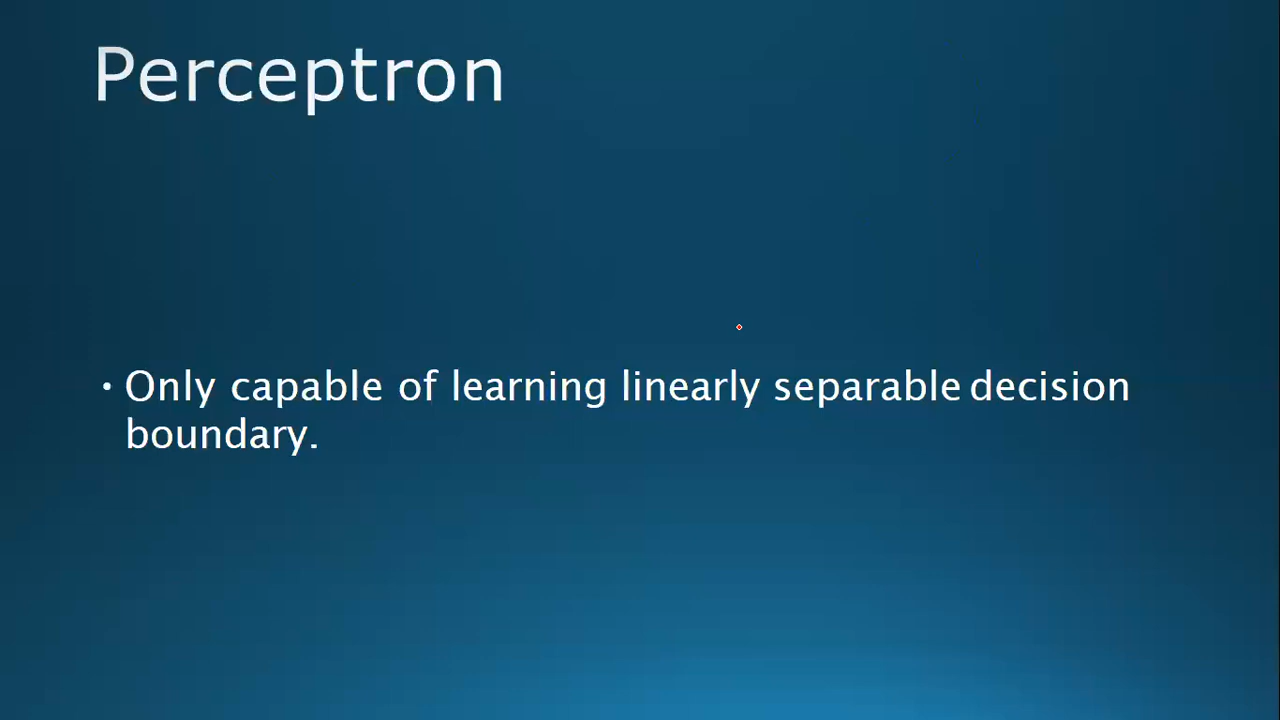 Perceptron
• Only capable of learning linearly separable decision
boundary.